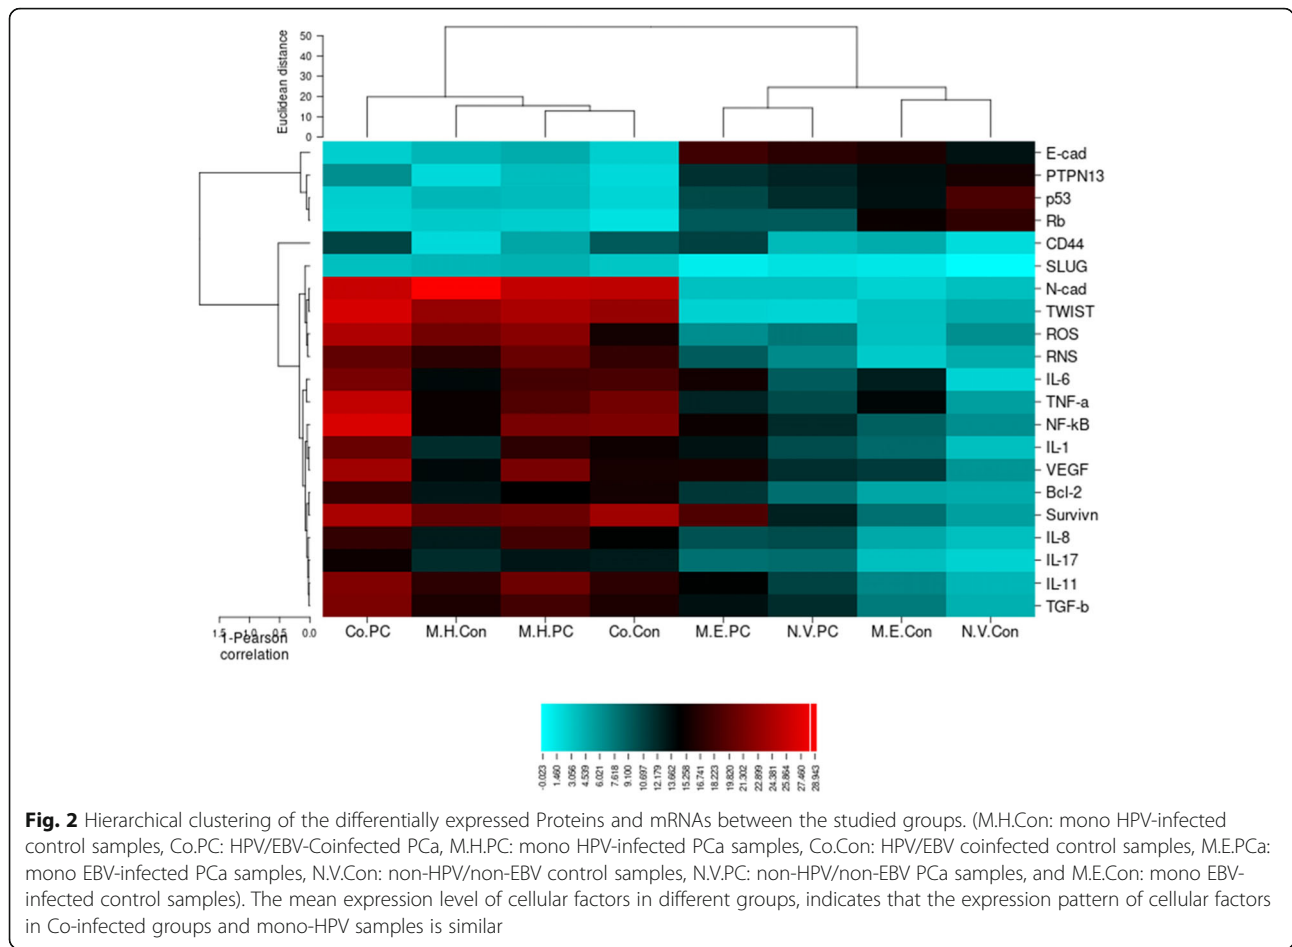 Euclidean distance
50
40
30
20
10
0
E-cad
PTPN13
p53
Rb
CD44
SLUG
N-cad
TWIST
ROS
RNS
IL-6
TNF-a
NF-kB
IL-1
VEGF
Bcl-2
Survivn
IL-8
IL-17
IL-11
TGF-b
1.5 1.0 0.5 0.0
1-Pearson
correlation
Co.PC M.H.Con M.H.PC Co.Con M.E.PC N.V.PC M.E.Con N.V.Con
-0.023 1.460 3.056 4.539 6.021 7.618 9.100 10.697 12.179 13.662 15.258 16.741 18.223 19.820 21.302 22.899 24.381 25.864 27.460 28.943
Fig. 2 Hierarchical clustering of the differentially expressed Proteins and mRNAs between the studied groups. (M.H.Con: mono HPV-infected
control samples, Co.PC: HPV/EBV-Coinfected PCa, M.H.PC: mono HPV-infected PCa samples, Co.Con: HPV/EBV coinfected control samples, M.E.PCa:
mono EBV-infected PCa samples, N.V.Con: non-HPV/non-EBV control samples, N.V.PC: non-HPV/non-EBV PCa samples, and M.E.Con: mono EBV-
infected control samples). The mean expression level of cellular factors in different groups, indicates that the expression pattern of cellular factors
in Co-infected groups and mono-HPV samples is similar